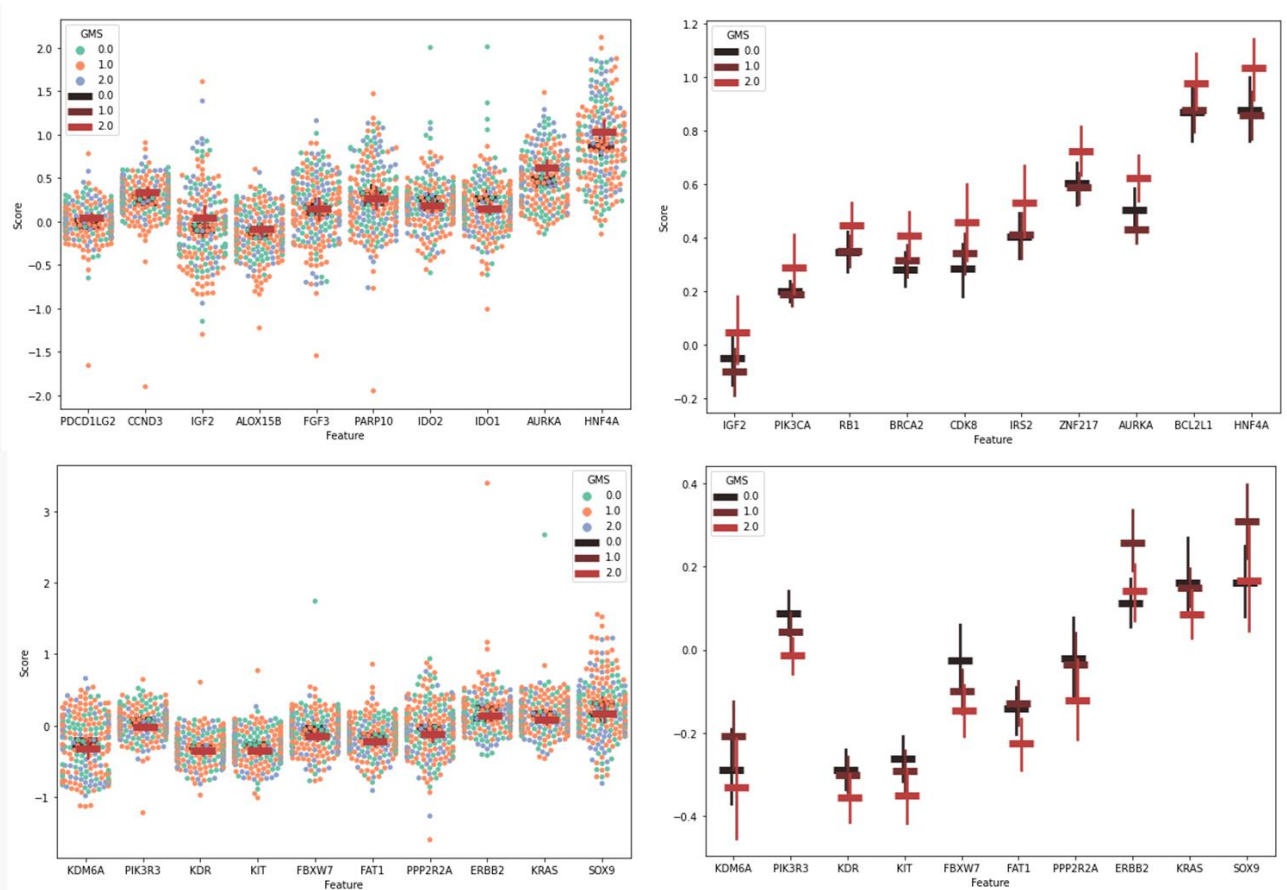 GMS
0.0
1.0
2.0
0.0
1.0
2.0
2.0
1.5
1.0
0.5
0.0
−0.5
−1.0
−1.5
−2.0
Score
PDCD1LG2 CCND3 IGF2 ALOX15B FGF3 PARP10 IDO2 IDO1 AURKA HNF4A
Feature
GMS
0.0
1.0
2.0
1.2
1.0
0.8
0.6
0.4
0.2
0.0
−0.2
Score
IGF2 PIK3CA RB1 BRCA2 CDK8 IRS2 ZNF217 AURKA BCL2L1 HNF4A
Feature
GMS
0.0
1.0
2.0
0.0
1.0
2.0
3
2
1
0
−1
Score
KDM6A PIK3R3 KDR KIT FBXW7 FAT1 PPP2R2A ERBB2 KRAS SOX9
Feature
GMS
0.0
1.0
2.0
0.4
0.2
0.0
−0.2
−0.4
Score
KDM6A PIK3R3 KDR KIT FBXW7 FAT1 PPP2R2A ERBB2 KRAS SOX9
Feature